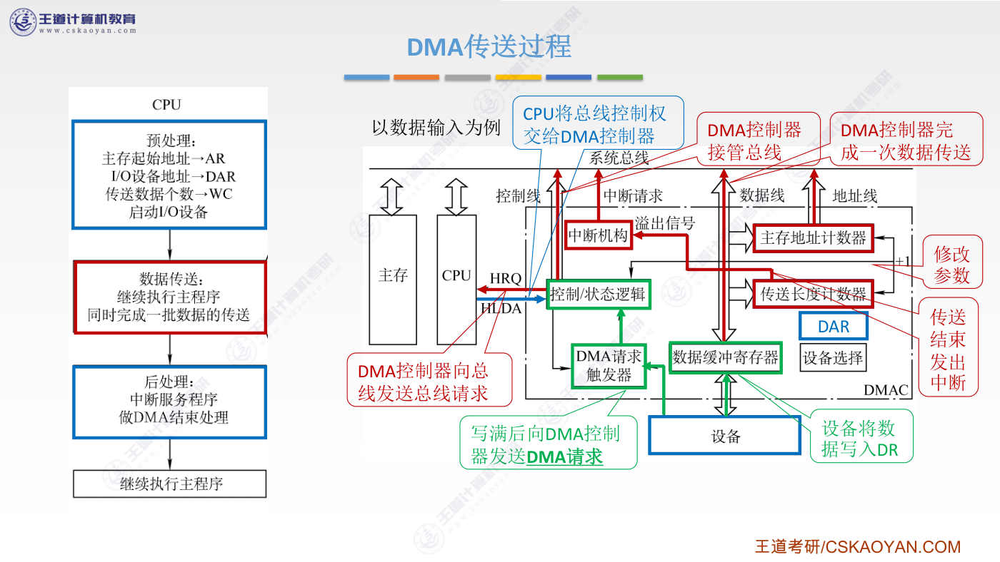 王道计算机教育
www.cskaoyan.com
DMA传送过程
CPU
预处理：
主存起始地址→AR
I/O设备地址→DAR
传送数据个数→WC
启动I/O设备
数据传送：
继续执行主程序
同时完成一批数据的传送
后处理：
中断服务程序
做DMA结束处理
继续执行主程序
以数据输入为例
CPU将总线控制权
交给DMA控制器
DMA控制器
接管总线
DMA控制器完
成一次数据传送
系统总线
控制线
中断请求
数据线
地址线
中断机构
溢出信号
主存地址计数器
+1
修改
参数
主存
CPU
HRQ
HLDA
控制/状态逻辑
传送长度计数器
DAR
传送
结束
发出
中断
DMA请求
触发器
数据缓冲寄存器
设备选择
DMAC
DMA控制器向总
线发送总线请求
写满后向DMA控制
器发送DMA请求
设备
设备将数
据写入DR
王道考研/CSKAOYAN.COM